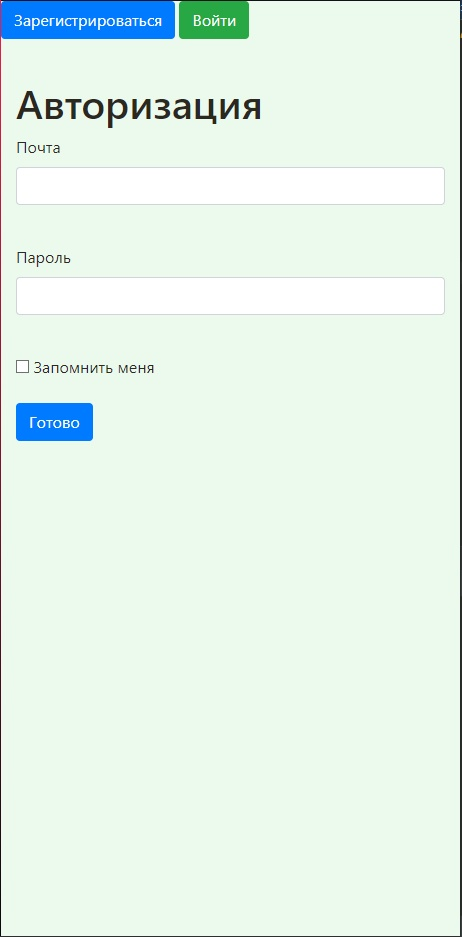 Зарегистрироваться Войти
Авторизация
Почта
Пароль
Запомнить меня
Готово